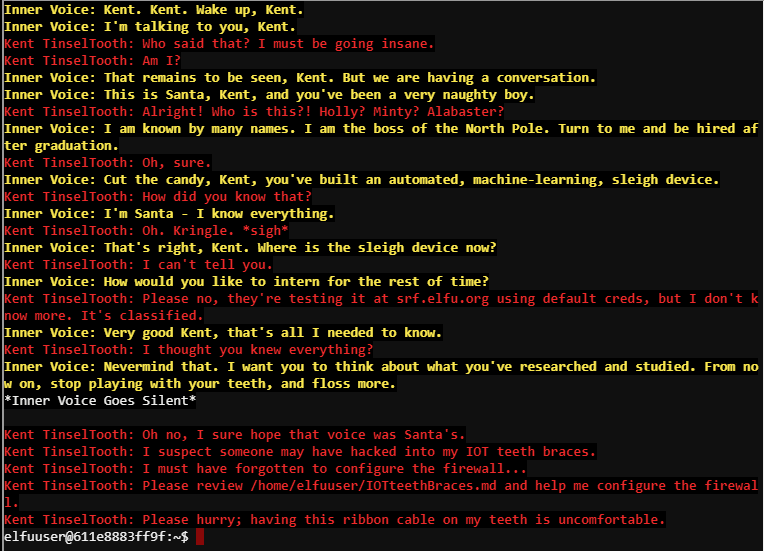 Inner Voice: Kent. Kent. Wake up, Kent.
Inner Voice: I'm talking to you, Kent.
Kent TinselTooth: Who said that? I must be going insane.
Kent TinselTooth: Am I?
Inner Voice: That remains to be seen, Kent. But we are having a conversation.
Inner Voice: This is Santa, Kent, and you've been a very naughty boy.
Kent TinselTooth: Alright! Who is this?! Holly? Minty? Alabaster?
Inner Voice: I am known by many names. I am the boss of the North Pole. Turn to me and be hired af
ter graduation.
Kent TinselTooth: Oh, sure.
Inner Voice: Cut the candy, Kent, you've built an automated, machine-learning, sleigh device.
Kent TinselTooth: How did you know that?
Inner Voice: I'm Santa - I know everything.
Kent TinselTooth: Oh. Kringle. *sigh*
Inner Voice: That's right, Kent. Where is the sleigh device now?
Kent TinselTooth: I can't tell you.
Inner Voice: How would you like to intern for the rest of time?
Kent TinselTooth: Please no, they're testing it at srf.elfu.org using default creds, but I don't k
now more. It's classified.
Inner Voice: Very good Kent, that's all I needed to know.
Kent TinselTooth: I thought you knew everything?
Inner Voice: Nevermind that. I want you to think about what you've researched and studied. From no
w on, stop playing with your teeth, and floss more.
*Inner Voice Goes Silent*
Kent TinselTooth: Oh no, I sure hope that voice was Santa's.
Kent TinselTooth: I suspect someone may have hacked into my IOT teeth braces.
Kent TinselTooth: I must have forgotten to configure the firewall...
Kent TinselTooth: Please review /home/elfuuser/IOTteethBraces.md and help me configure the firewal
l.
Kent TinselTooth: Please hurry; having this ribbon cable on my teeth is uncomfortable.
elfuuser@611e8883ff9f:~$